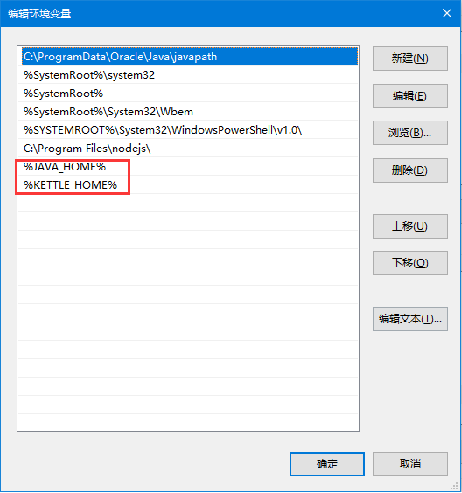 编辑环境变量
C:\ProgramData\Oracle\Java\javapath
%SystemRoot%\system32
%SystemRoot%
%SystemRoot%\System32\Wbem
%SYSTEMROOT%\System32\WindowsPowerShell\v1.0\
C:\Program Files\nodejs\
%JAVA_HOME%
%KETTLE_HOME%
新建(N)
编辑(E)
浏览(B)...
删除(D)
上移(U)
下移(O)
编辑文本(T)...
确定
取消